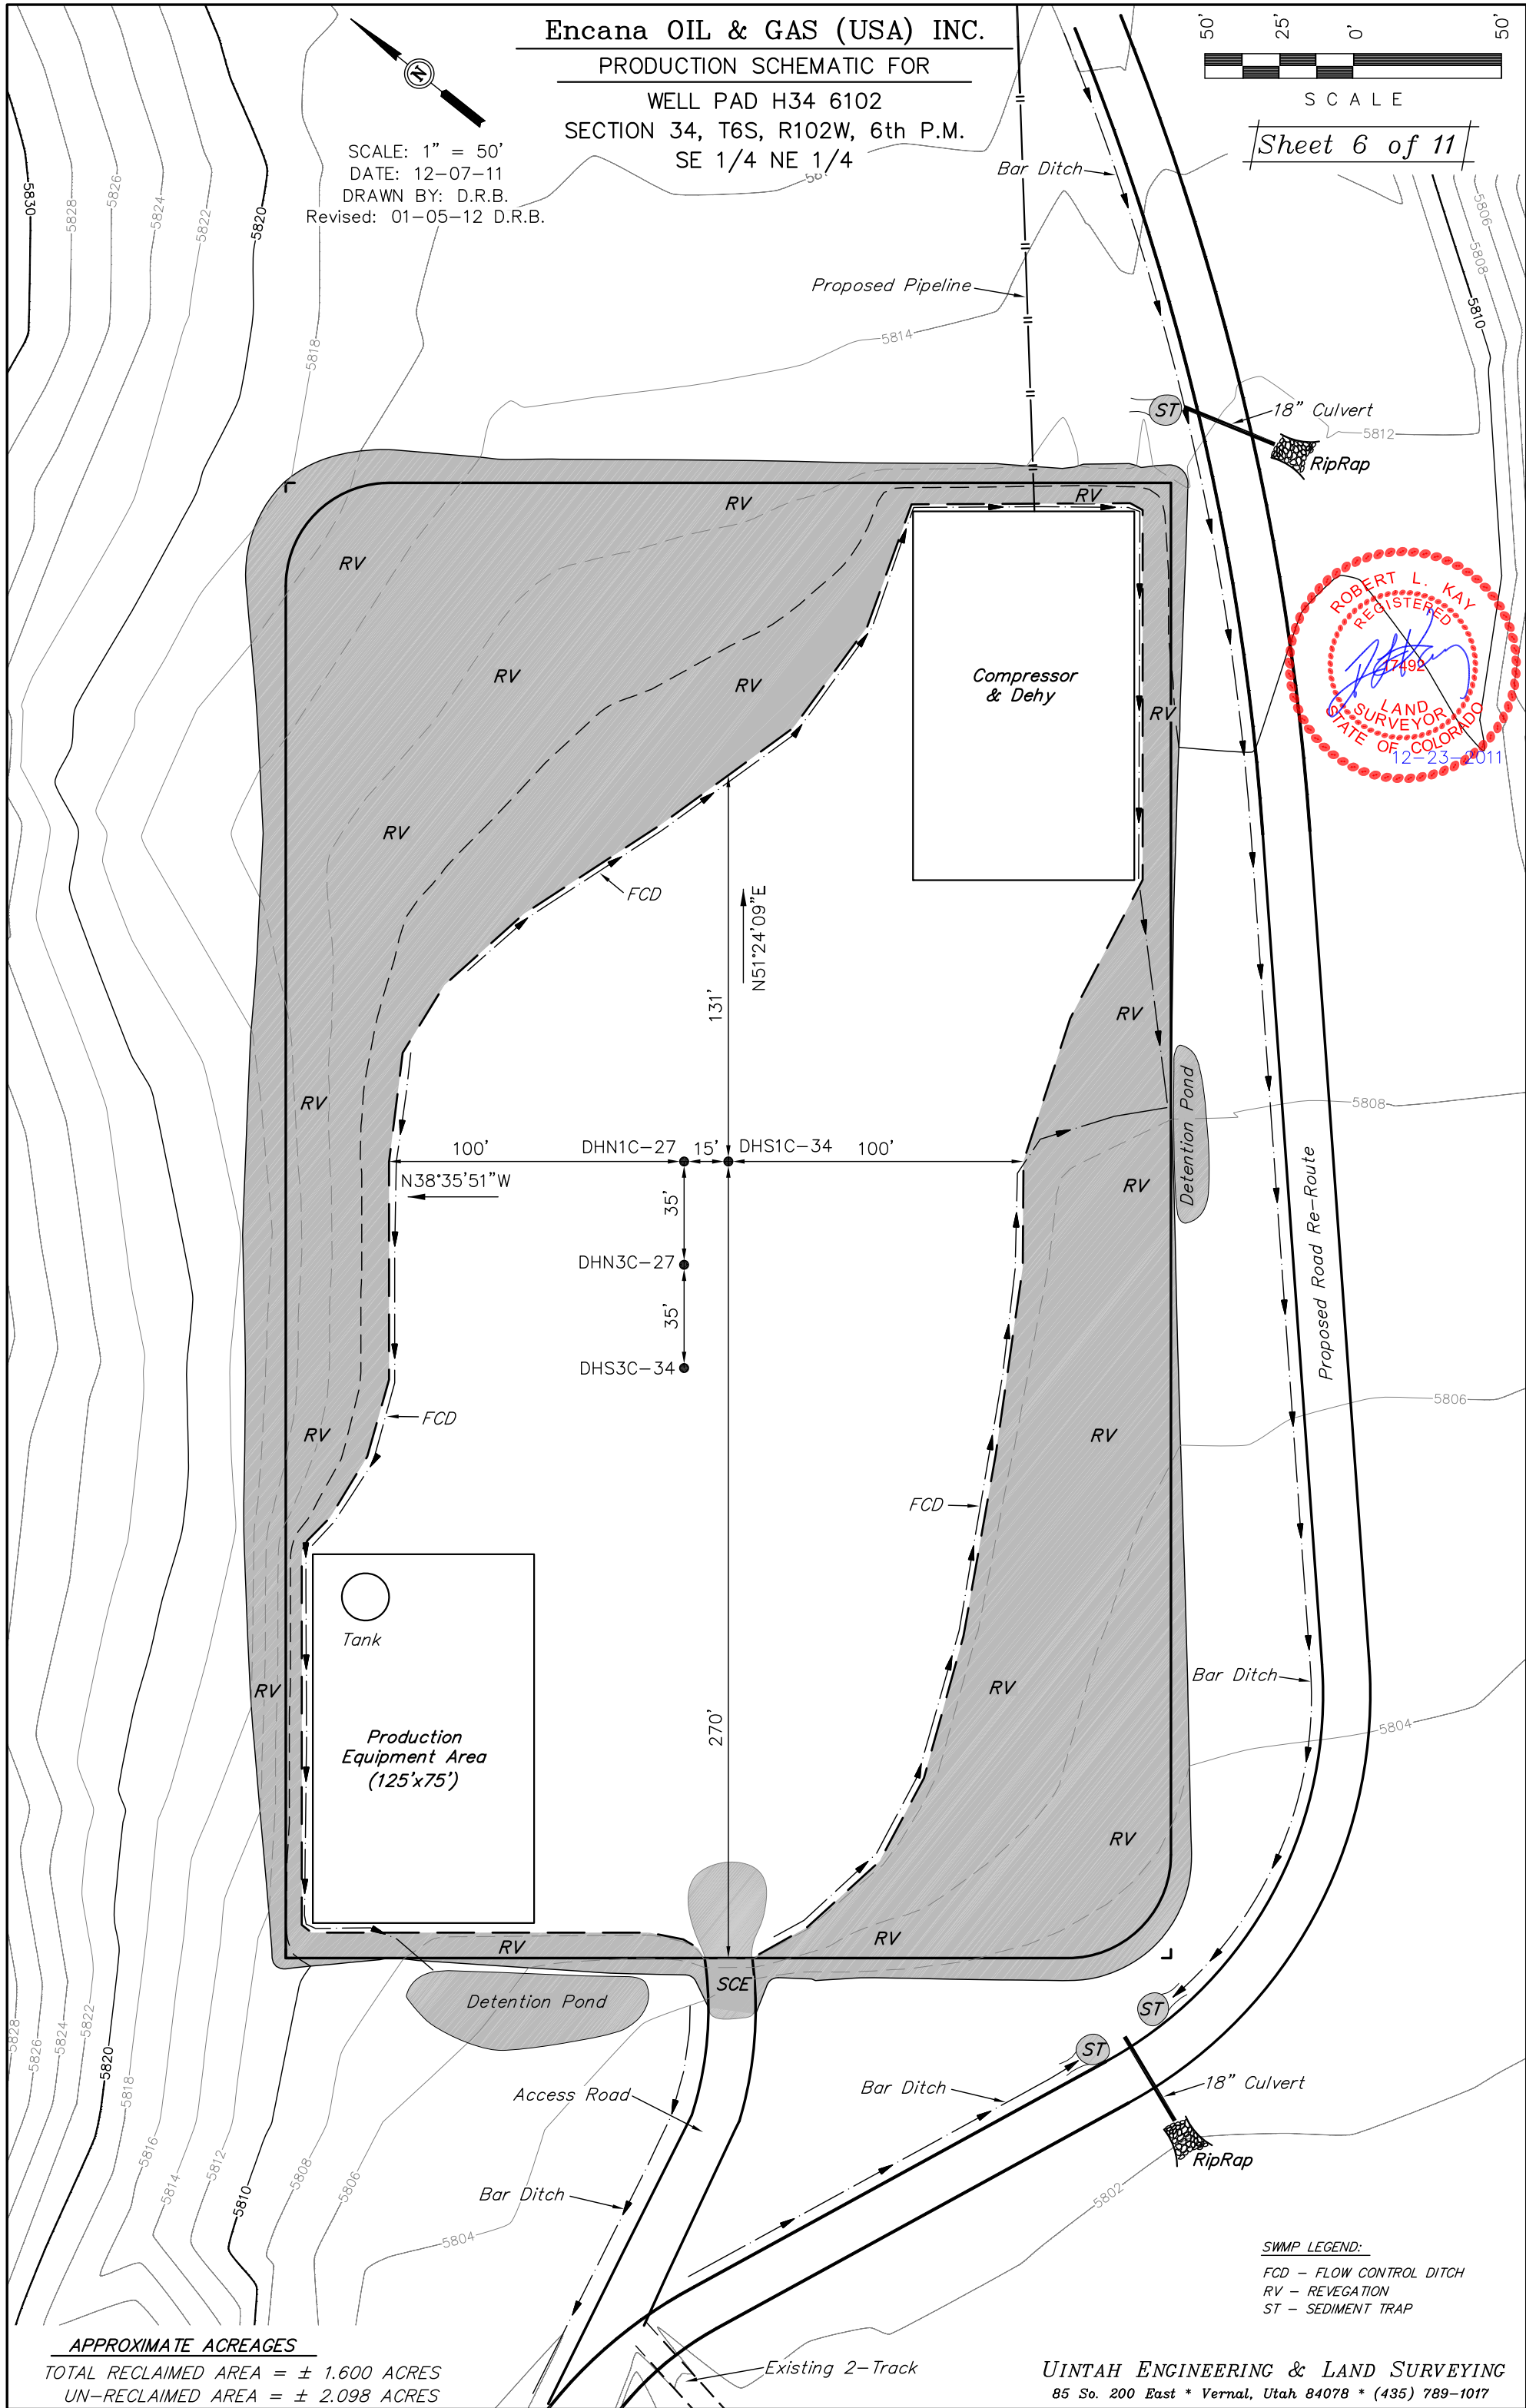 Encana OIL & GAS (USA) INC.
PRODUCTION SCHEMATIC FOR
WELL PAD H34 6102
SECTION 34, T6S, R102W, 6th P.M.
SE 1/4 NE 1/4
N
SCALE: 1" = 50'
DATE: 12-07-11
DRAWN BY: D.R.B.
Revised: 01-05-12 D.R.B.
50'
25'
0'
50'
SCALE
Sheet 6 of 11
5830
5828
5826
5824
5822
5820
5818
5806
5808
5810
Bar Ditch
Proposed Pipeline
5814
ST
18" Culvert
5812
RipRap
RV
RV
RV
ROBERT L. KAY
REGISTERED
17492
LAND
SURVEYOR
STATE OF COLORADO
12-23-2011
RV
RV
Compressor
& Dehy
RV
RV
FCD
N51°24'09"E
131'
RV
Detention Pond
5808
RV
100'
DHN1C-27
15'
DHS1C-34
100'
N38°35'51"W
RV
35'
DHN3C-27
35'
DHS3C-34
Proposed Road Re-Route
5806
FCD
RV
RV
FCD
Tank
RV
RV
Bar Ditch
270'
5804
Production
Equipment Area
(125'x75')
RV
RV
RV
SCE
Detention Pond
ST
ST
5828
5826
5824
5822
5820
5818
5816
5814
5812
5810
5808
5806
5804
Access Road
Bar Ditch
Bar Ditch
18" Culvert
RipRap
5802
SWMP LEGEND:
FCD - FLOW CONTROL DITCH
RV - REVEGATION
ST - SEDIMENT TRAP
APPROXIMATE ACREAGES
TOTAL RECLAIMED AREA = ± 1.600 ACRES
UN-RECLAIMED AREA = ± 2.098 ACRES
Existing 2-Track
UINTAH ENGINEERING & LAND SURVEYING
85 So. 200 East * Vernal, Utah 84078 * (435) 789-1017